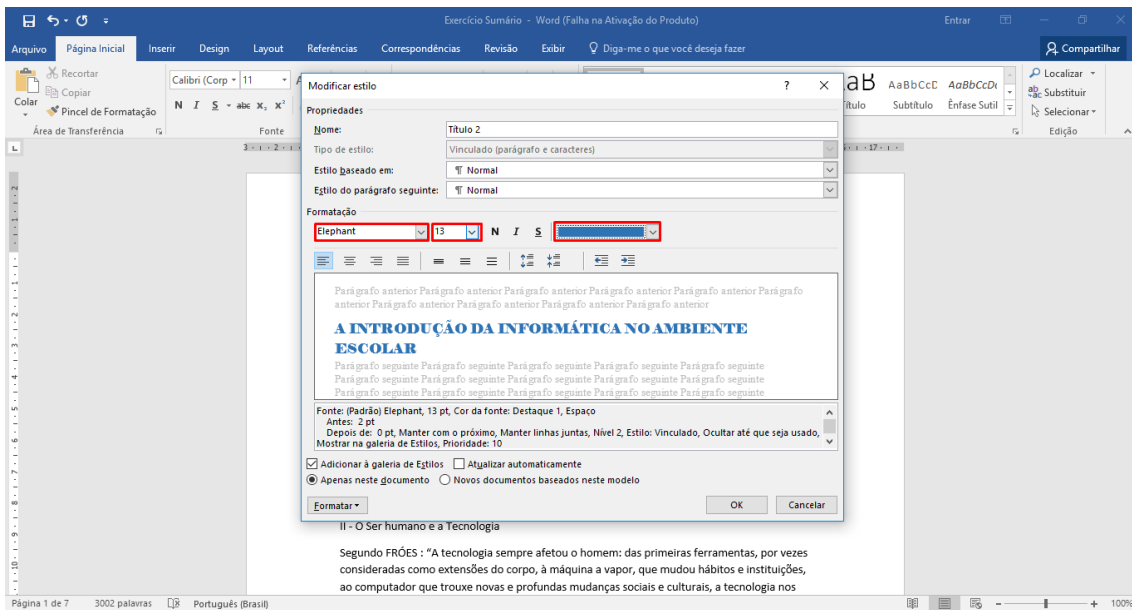 Exercício Sumário - Word (Falha na Ativação do Produto)
Entrar
Arquivo Página Inicial Inserir Design Layout Referências Correspondências Revisão Exibir Diga-me o que você deseja fazer Compartilhar
Recortar
Copiar
Pincel de Formatação
Colar
Área de Transferência
Calibri (Corp 11
N I S abc X₂ X²
Fonte
AaBbCcD AaBbCcDt
Título Subtítulo Ênfase Sutil
Localizar
Substituir
Selecionar
Edição
Modificar estilo ? ×
Propriedades
Nome: Título 2
Tipo de estilo: Vinculado (parágrafo e caracteres)
Estilo baseado em: ¶ Normal
Estilo do parágrafo seguinte: ¶ Normal
Formatação
Elephant 13 N I S
Parágrafo anterior Parágrafo anterior Parágrafo anterior Parágrafo anterior Parágrafo anterior Parágrafo
anterior Parágrafo anterior Parágrafo anterior Parágrafo anterior Parágrafo anterior
A INTRODUÇÃO DA INFORMÁTICA NO AMBIENTE
ESCOLAR
Parágrafo seguinte Parágrafo seguinte Parágrafo seguinte Parágrafo seguinte Parágrafo seguinte
Parágrafo seguinte Parágrafo seguinte Parágrafo seguinte Parágrafo seguinte Parágrafo seguinte
Parágrafo seguinte Parágrafo seguinte Parágrafo seguinte Parágrafo seguinte Parágrafo seguinte
Fonte: (Padrão) Elephant, 13 pt, Cor da fonte: Destaque 1, Espaço
Antes: 2 pt
Depois de: 0 pt, Manter com o próximo, Manter linhas juntas, Nível 2, Estilo: Vinculado, Ocultar até que seja usado,
Mostrar na galeria de Estilos, Prioridade: 10
Adicionar à galeria de Estilos Atualizar automaticamente
Apenas neste documento Novos documentos baseados neste modelo
Formatar OK Cancelar
II - O Ser humano e a Tecnologia
Segundo FRÓES : “A tecnologia sempre afetou o homem: das primeiras ferramentas, por vezes
consideradas como extensões do corpo, à máquina a vapor, que mudou hábitos e instituições,
ao computador que trouxe novas e profundas mudanças sociais e culturais, a tecnologia nos
Página 1 de 7 3002 palavras Português (Brasil) 100%